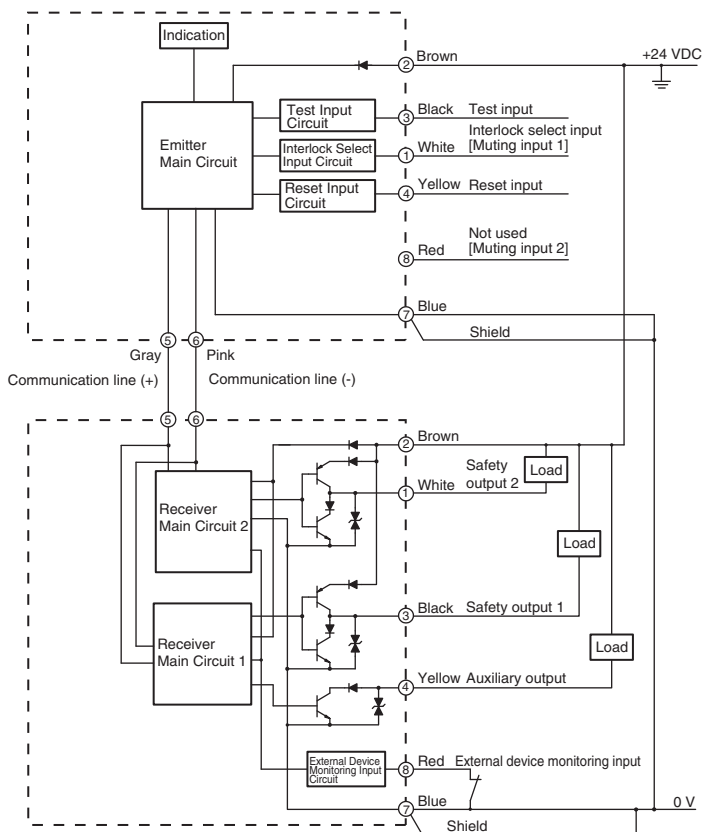 Indication
② Brown
+24 VDC
Test Input
Circuit
③ Black Test input
Emitter
Main Circuit
Interlock Select
Input Circuit
① White Interlock select input
[Muting input 1]
Reset Input
Circuit
④ Yellow Reset input
⑧ Red Not used
[Muting input 2]
⑦ Blue
Shield
⑤ ⑥
Gray Pink
Communication line (+) Communication line (-)
⑤ ⑥
② Brown
① White Safety
output 2
Load
Receiver
Main Circuit 2
Load
③ Black Safety output 1
Receiver
Main Circuit 1
Load
④ Yellow Auxiliary output
External Device
Monitoring Input
Circuit
⑧ Red External device monitoring input
⑦ Blue
0 V
Shield